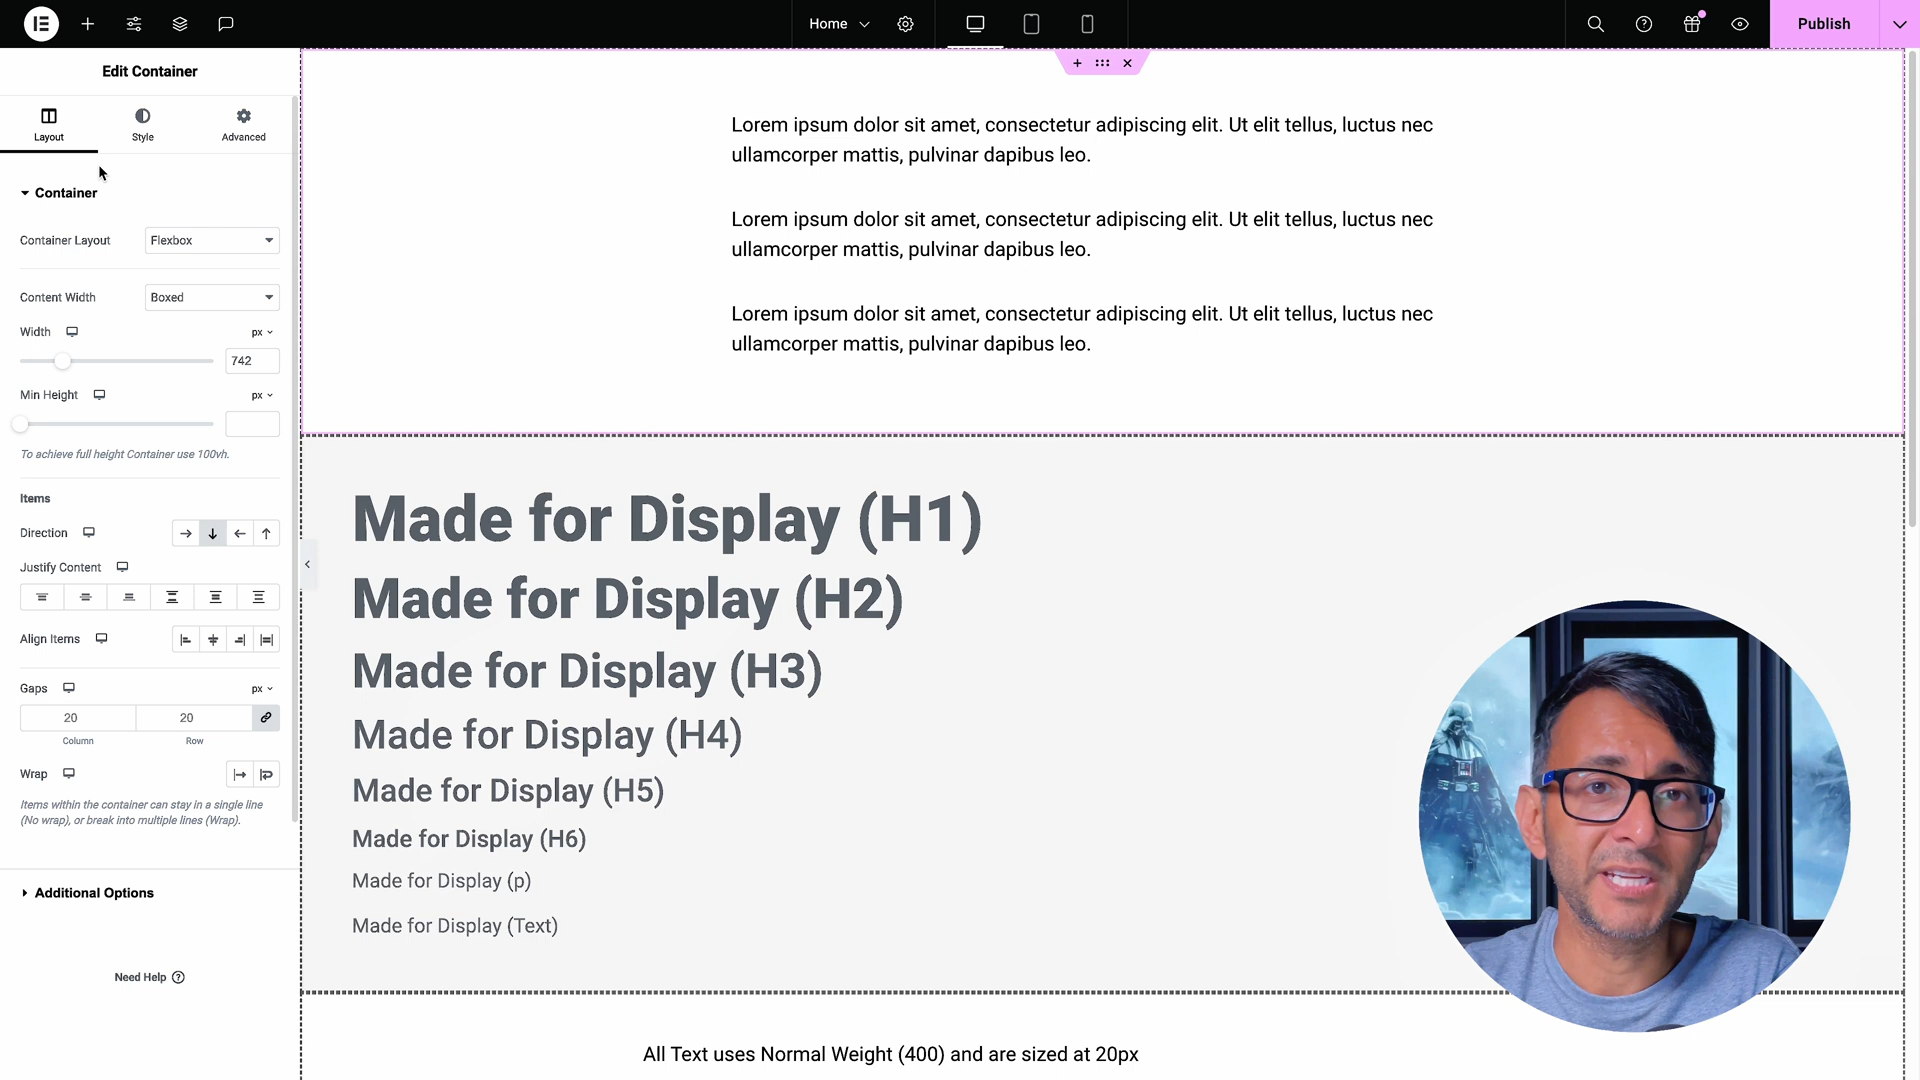 Home
Publish
Edit Container
Layout
Style
Advanced
Container
Container Layout
Flexbox
Content Width
Boxed
Width
px
742
Min Height
px
To achieve full height Container use 100vh.
Items
Direction
Justify Content
Align Items
Gaps
px
20
20
Column
Row
Wrap
Items within the container can stay in a single line
(No wrap), or break into multiple lines (Wrap).
Additional Options
Need Help
Lorem ipsum dolor sit amet, consectetur adipiscing elit. Ut elit tellus, luctus nec
ullamcorper mattis, pulvinar dapibus leo.
Lorem ipsum dolor sit amet, consectetur adipiscing elit. Ut elit tellus, luctus nec
ullamcorper mattis, pulvinar dapibus leo.
Lorem ipsum dolor sit amet, consectetur adipiscing elit. Ut elit tellus, luctus nec
ullamcorper mattis, pulvinar dapibus leo.
Made for Display (H1)
Made for Display (H2)
Made for Display (H3)
Made for Display (H4)
Made for Display (H5)
Made for Display (H6)
Made for Display (p)
Made for Display (Text)
All Text uses Normal Weight (400) and are sized at 20px